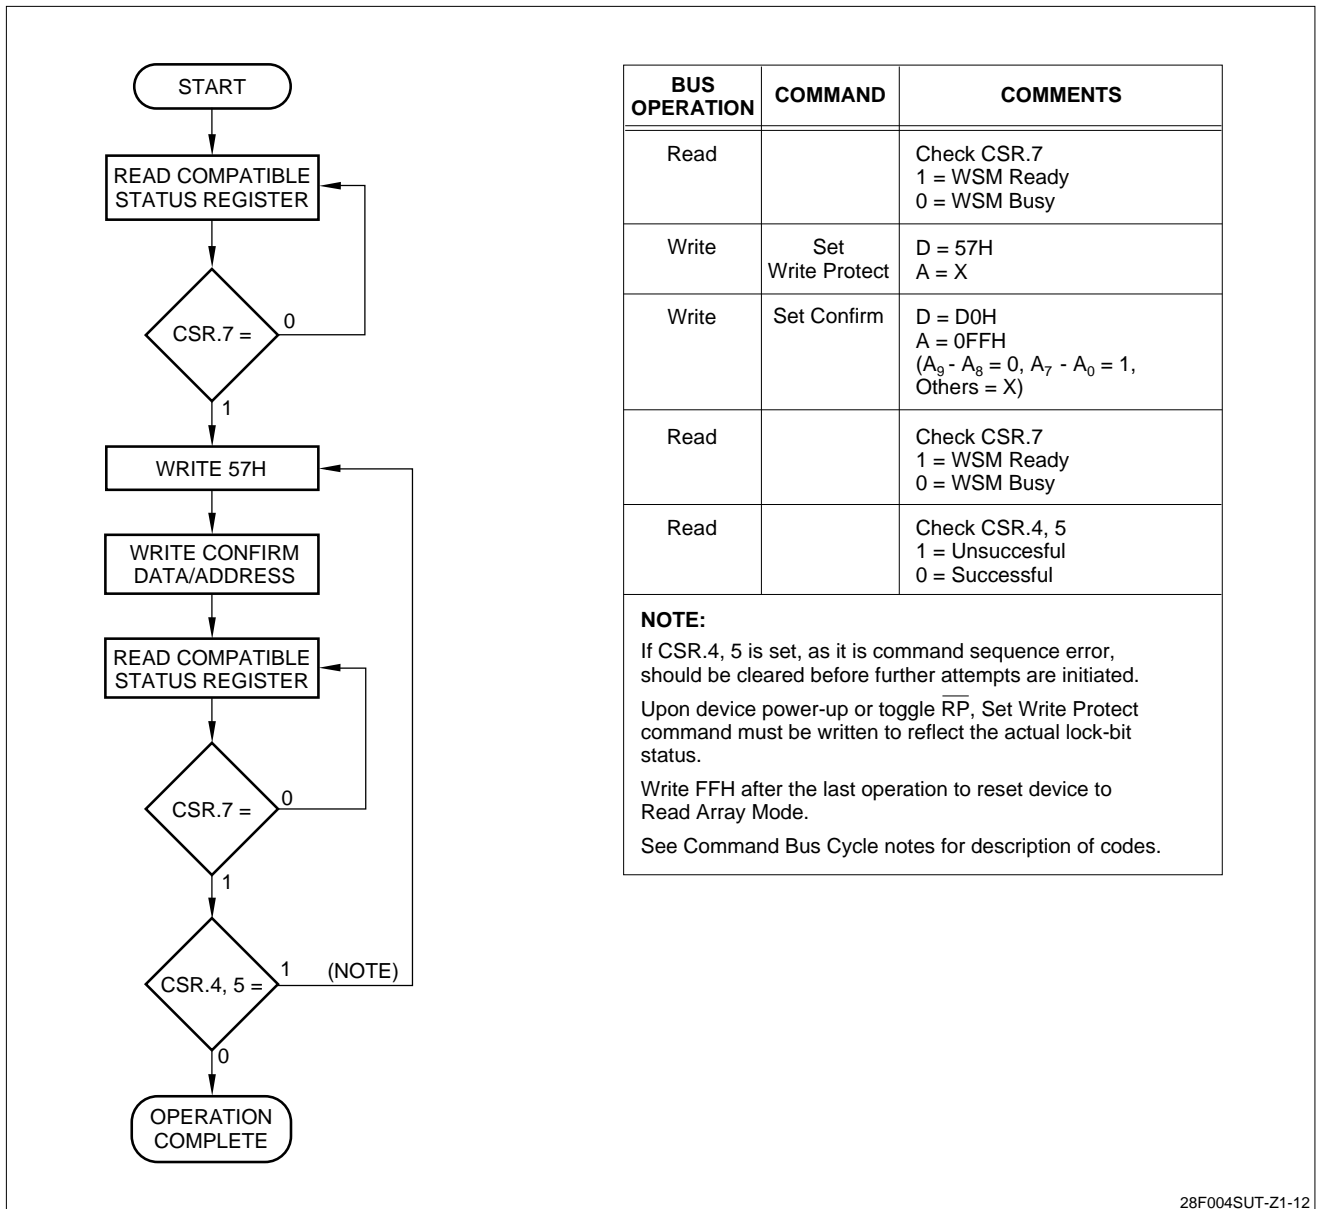 START
READ COMPATIBLE
STATUS REGISTER
CSR.7 =
0
1
WRITE 57H
WRITE CONFIRM
DATA/ADDRESS
READ COMPATIBLE
STATUS REGISTER
CSR.7 =
0
1
CSR.4, 5 =
1
(NOTE)
0
OPERATION
COMPLETE
BUS
OPERATION
COMMAND
COMMENTS
Read
Check CSR.7
1 = WSM Ready
0 = WSM Busy
Write
Set
Write Protect
D = 57H
A = X
Write
Set Confirm
D = D0H
A = 0FFH
(A₉ - A₈ = 0, A₇ - A₀ = 1,
Others = X)
Read
Check CSR.7
1 = WSM Ready
0 = WSM Busy
Read
Check CSR.4, 5
1 = Unsuccesful
0 = Successful
NOTE:
If CSR.4, 5 is set, as it is command sequence error,
should be cleared before further attempts are initiated.
Upon device power-up or toggle R̅P̅, Set Write Protect
command must be written to reflect the actual lock-bit
status.
Write FFH after the last operation to reset device to
Read Array Mode.
See Command Bus Cycle notes for description of codes.
28F004SUT-Z1-12